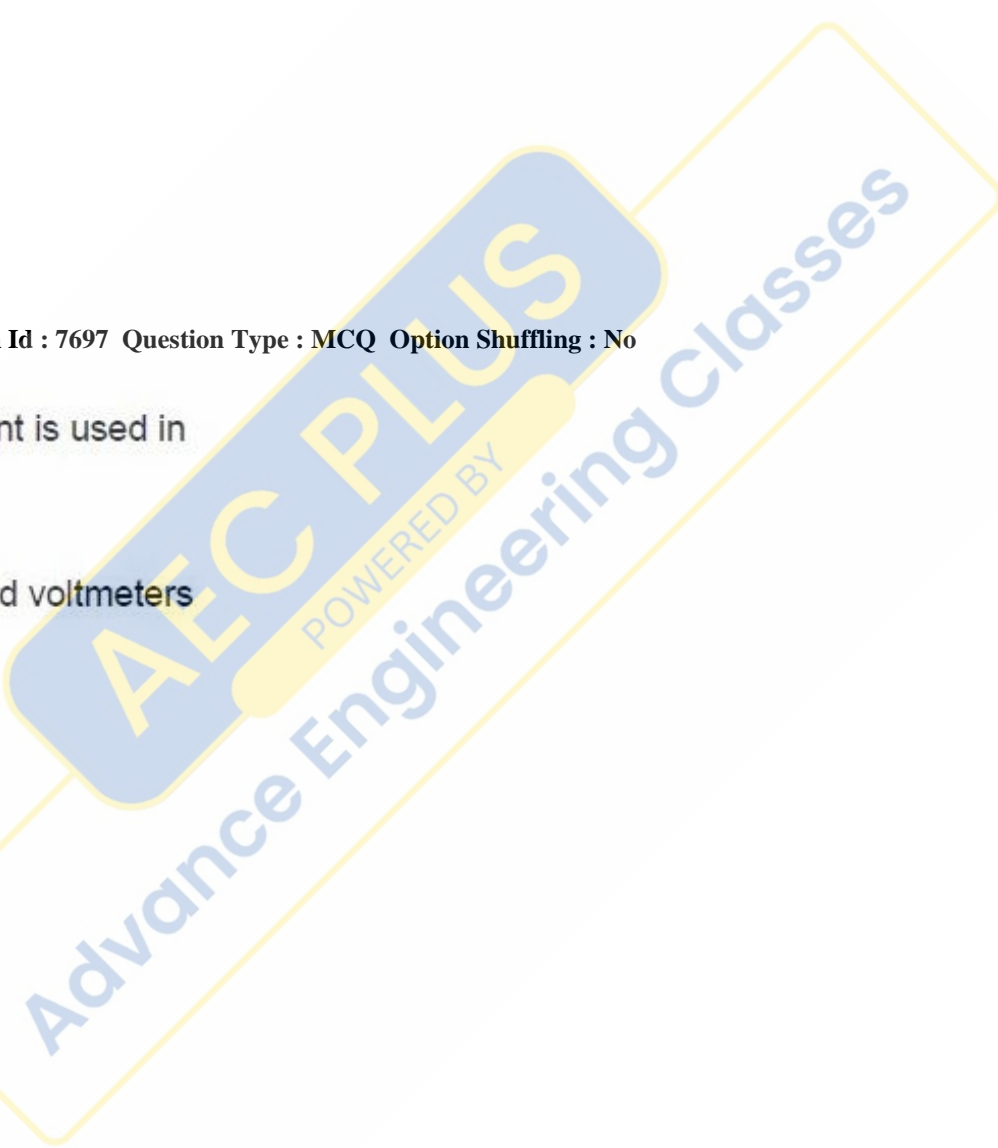 Id : 7697 Question Type : MCQ Option Shuffling : No
nt is used in
d voltmeters
AEC PLUS
POWERED BY
Advance Engineering Classes